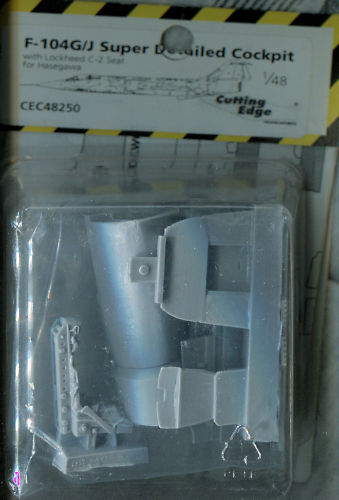 F-104G/J Super Detailed Cockpit
with Lockheed C-2 Seat
for Hasegawa
1/48
Cutting
Edge
CEC48250